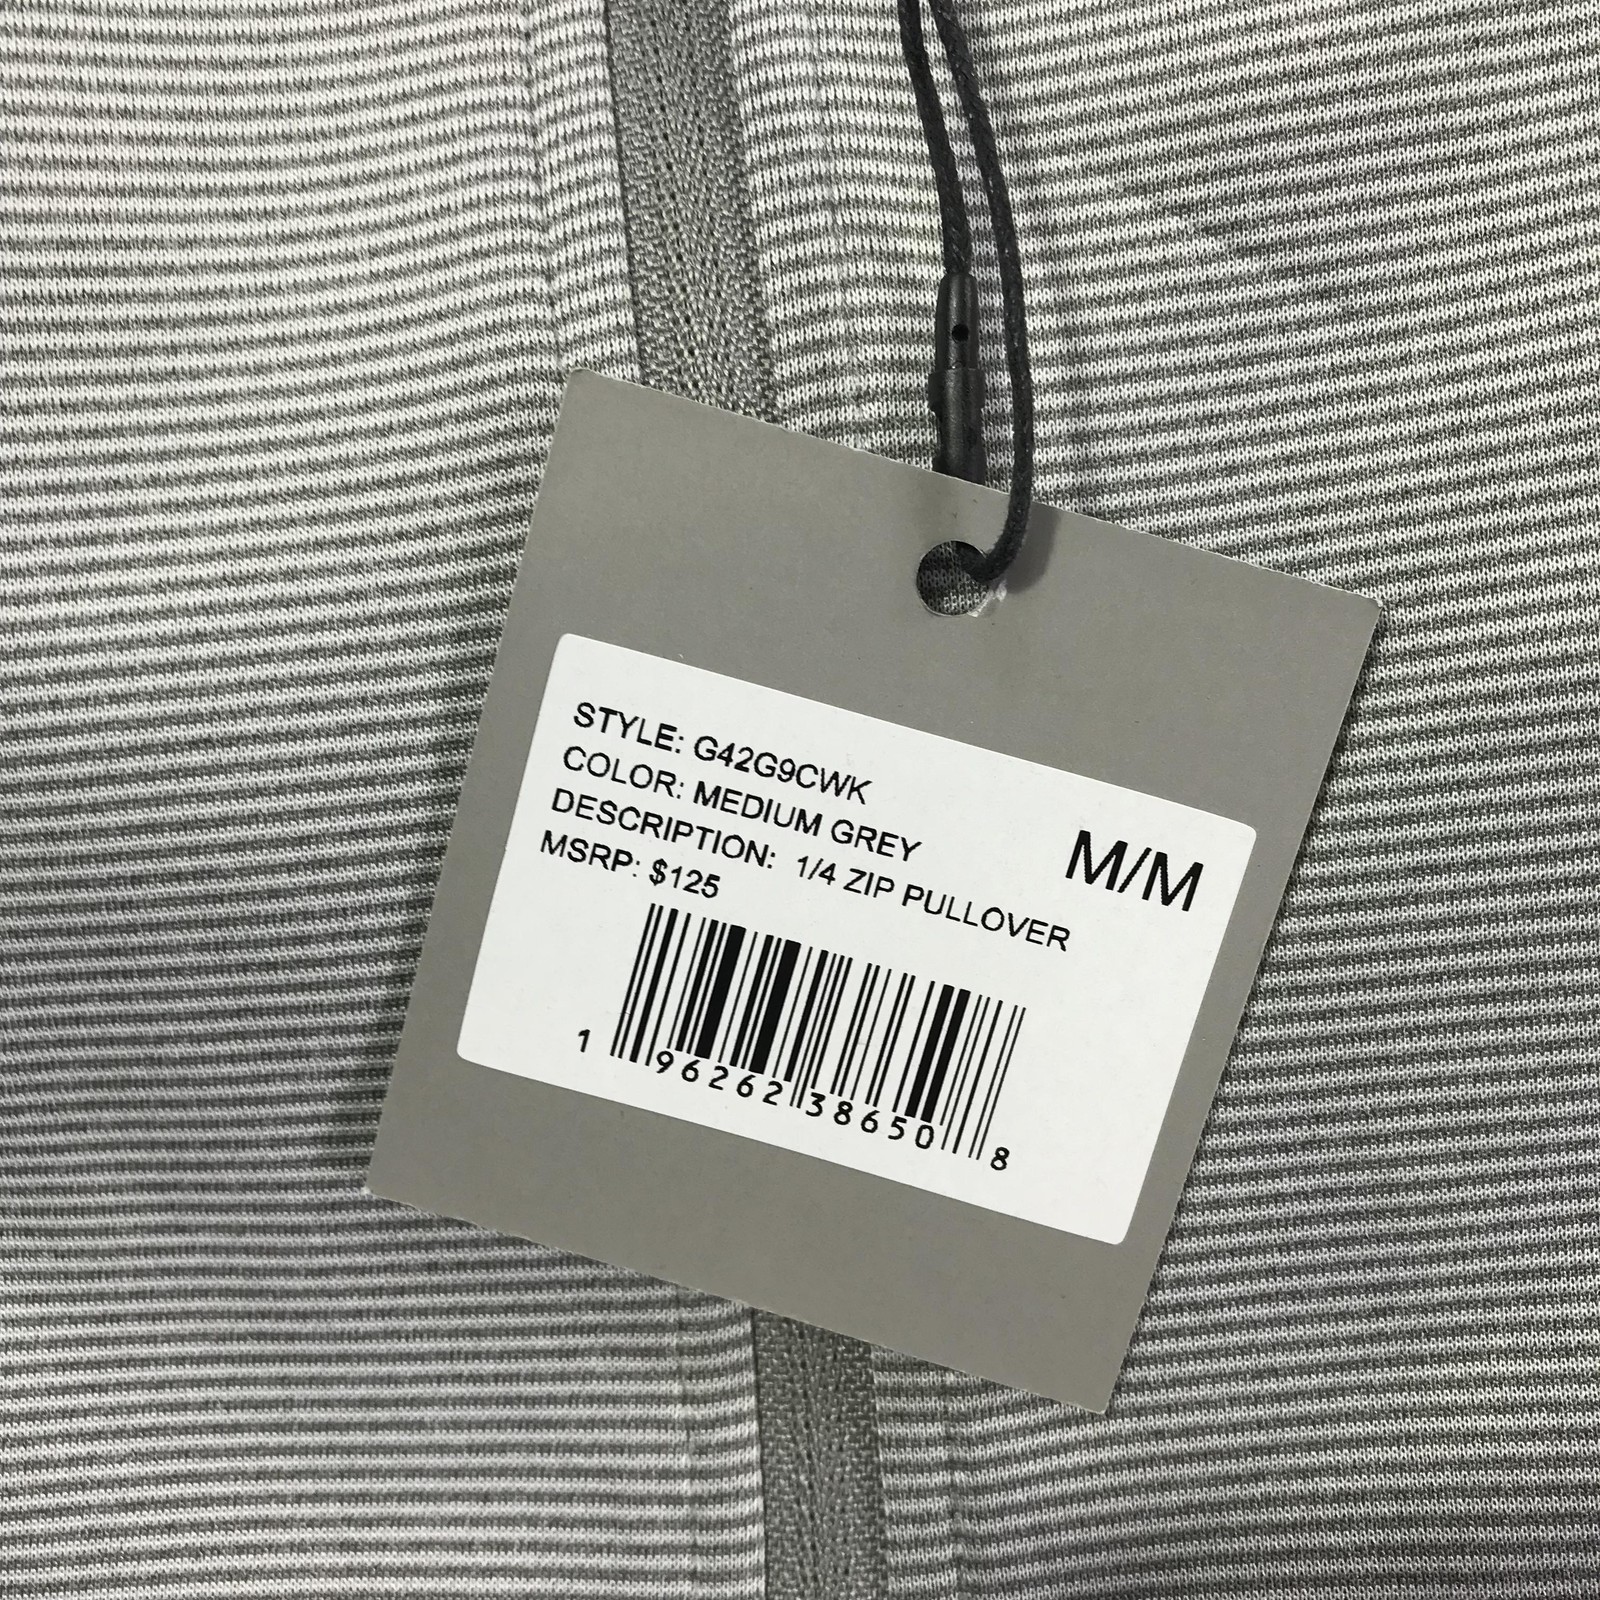 STYLE: G42G9CWK
COLOR: MEDIUM GREY
M/M
DESCRIPTION: 1/4 ZIP PULLOVER
MSRP: $125
1 96262 38650 8